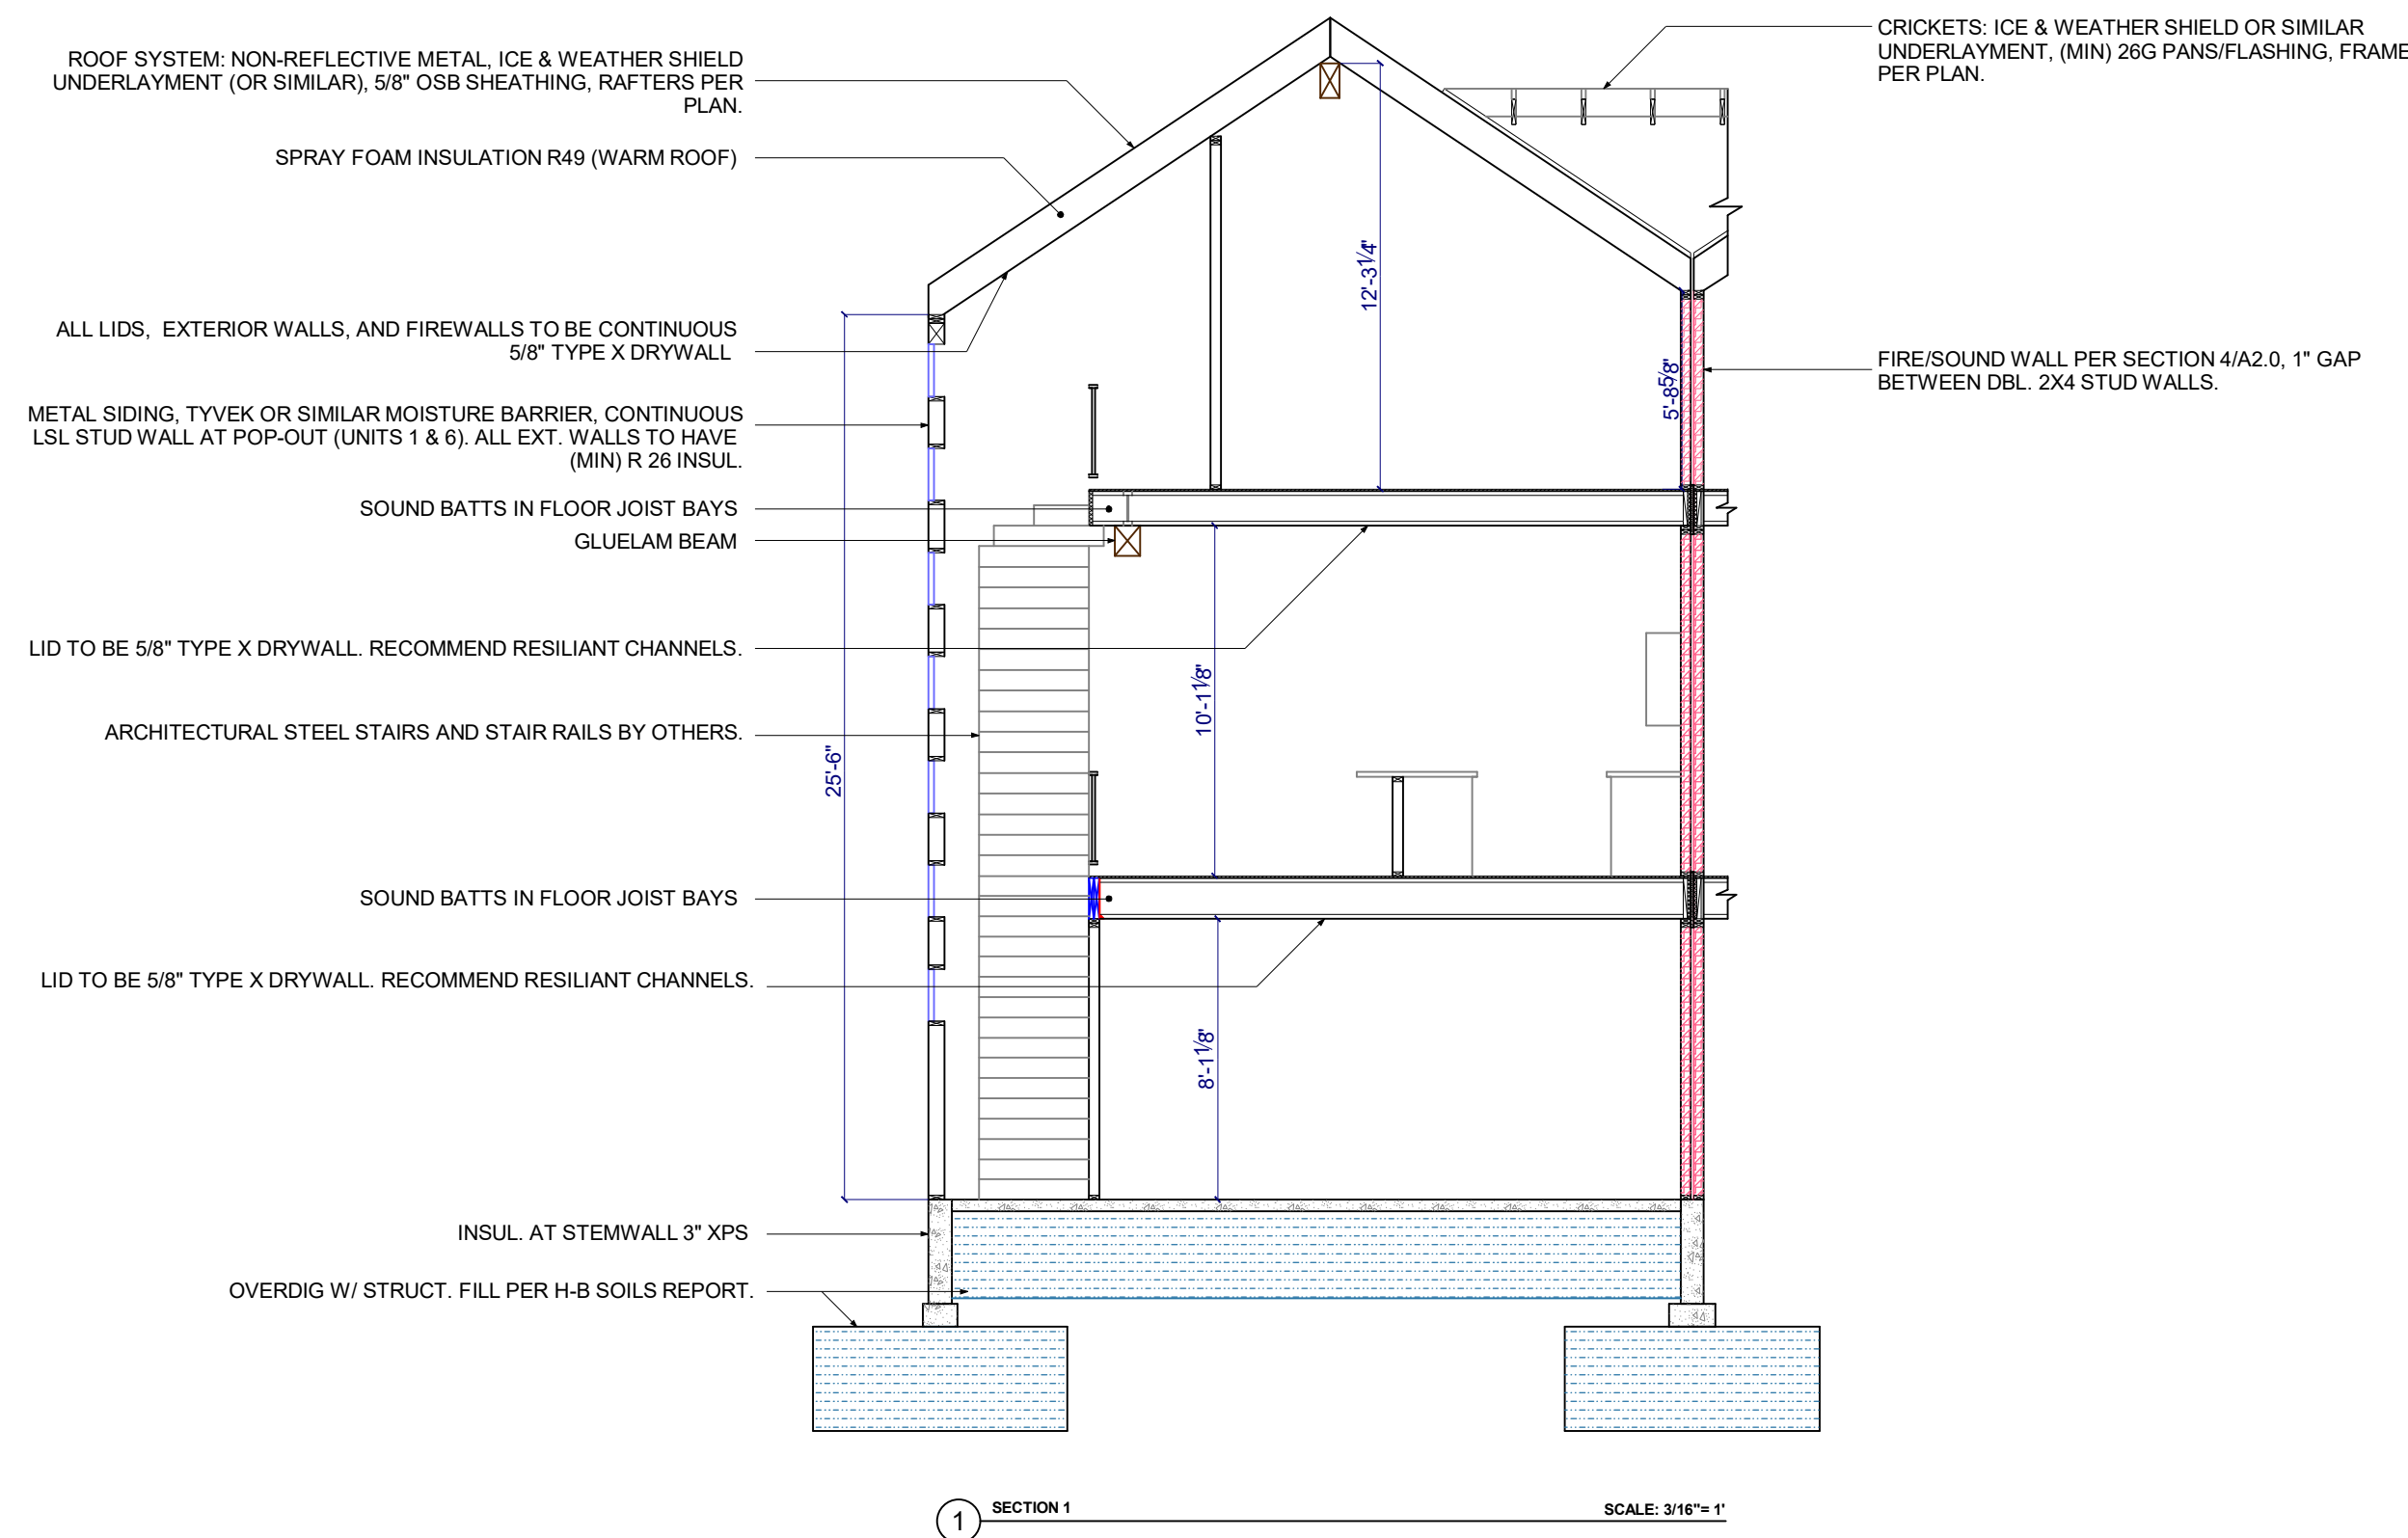 ROOF SYSTEM: NON-REFLECTIVE METAL, ICE & WEATHER SHIELD
UNDERLAYMENT (OR SIMILAR), 5/8" OSB SHEATHING, RAFTERS PER
PLAN.
SPRAY FOAM INSULATION R49 (WARM ROOF)
ALL LIDS, EXTERIOR WALLS, AND FIREWALLS TO BE CONTINUOUS
5/8" TYPE X DRYWALL
METAL SIDING, TYVEK OR SIMILAR MOISTURE BARRIER, CONTINUOUS
LSL STUD WALL AT POP-OUT (UNITS 1 & 6). ALL EXT. WALLS TO HAVE
(MIN) R 26 INSUL.
SOUND BATTS IN FLOOR JOIST BAYS
GLUELAM BEAM
LID TO BE 5/8" TYPE X DRYWALL. RECOMMEND RESILIANT CHANNELS.
ARCHITECTURAL STEEL STAIRS AND STAIR RAILS BY OTHERS.
SOUND BATTS IN FLOOR JOIST BAYS
LID TO BE 5/8" TYPE X DRYWALL. RECOMMEND RESILIANT CHANNELS.
INSUL. AT STEMWALL 3" XPS
OVERDIG W/ STRUCT. FILL PER H-B SOILS REPORT.
25'-6"
12'-3 1/4"
10'-1 1/8"
8'-1 1/8"
5'-8 5/8"
CRICKETS: ICE & WEATHER SHIELD OR SIMILAR
UNDERLAYMENT, (MIN) 26G PANS/FLASHING, FRAME
PER PLAN.
FIRE/SOUND WALL PER SECTION 4/A2.0, 1" GAP
BETWEEN DBL. 2X4 STUD WALLS.
1
SECTION 1
SCALE: 3/16"= 1'